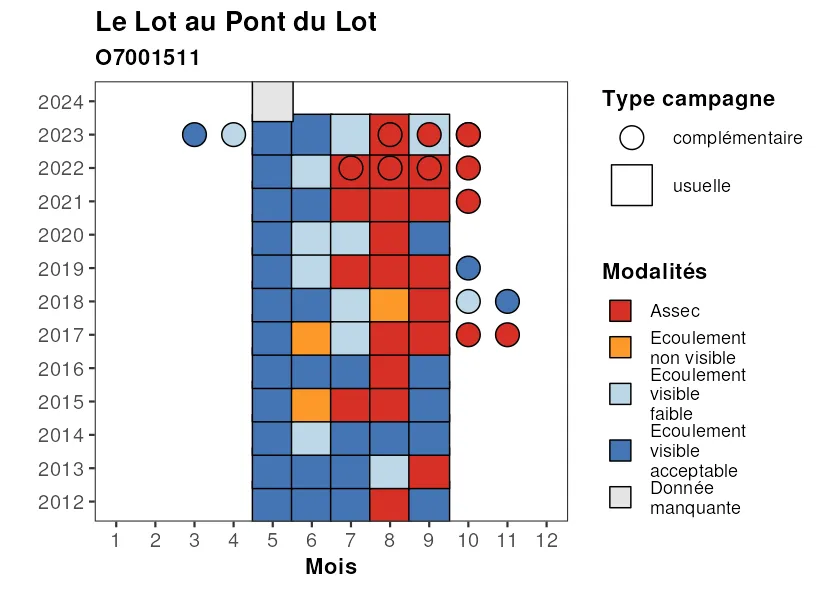 Le Lot au Pont du Lot
O7001511
2024
2023
2022
2021
2020
2019
2018
2017
2016
2015
2014
2013
2012
1 2 3 4 5 6 7 8 9 10 11 12
Mois
Type campagne
complémentaire
usuelle
Modalités
Assec
Ecoulement
non visible
Ecoulement
visible
faible
Ecoulement
visible
acceptable
Donnée
manquante